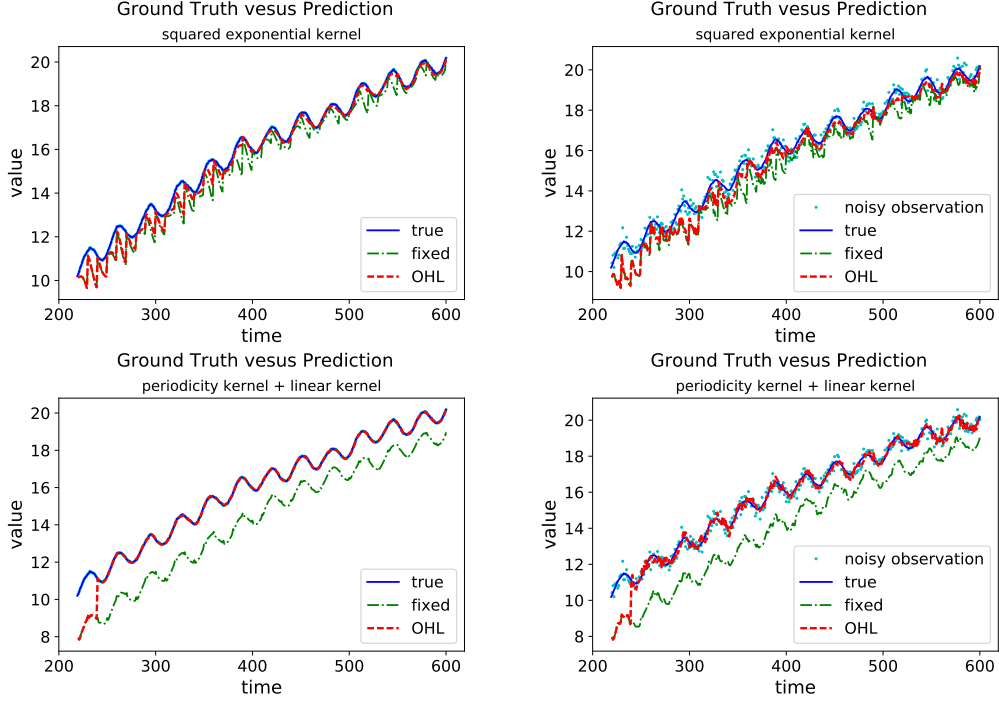 Ground Truth versus Prediction
squared exponential kernel
value
20
18
16
14
12
10
200
300
400
500
600
time
true
fixed
OHL
Ground Truth versus Prediction
squared exponential kernel
value
20
18
16
14
12
10
200
300
400
500
600
time
noisy observation
true
fixed
OHL
Ground Truth versus Prediction
periodicity kernel + linear kernel
value
20
18
16
14
12
10
8
200
300
400
500
600
time
true
fixed
OHL
Ground Truth versus Prediction
periodicity kernel + linear kernel
value
20
18
16
14
12
10
8
200
300
400
500
600
time
noisy observation
true
fixed
OHL